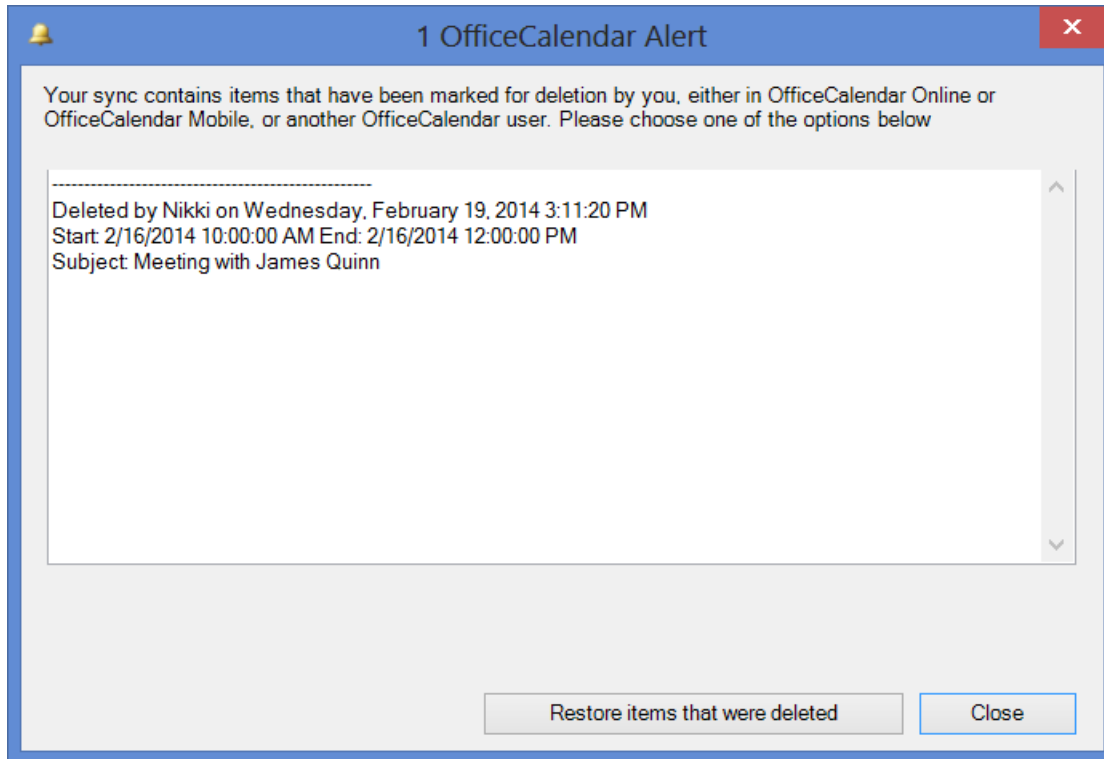 1 OfficeCalendar Alert
Your sync contains items that have been marked for deletion by you, either in OfficeCalendar Online or
OfficeCalendar Mobile, or another OfficeCalendar user. Please choose one of the options below
--------------------------------------------------
Deleted by Nikki on Wednesday, February 19, 2014 3:11:20 PM
Start: 2/16/2014 10:00:00 AM End: 2/16/2014 12:00:00 PM
Subject: Meeting with James Quinn
Restore items that were deleted
Close